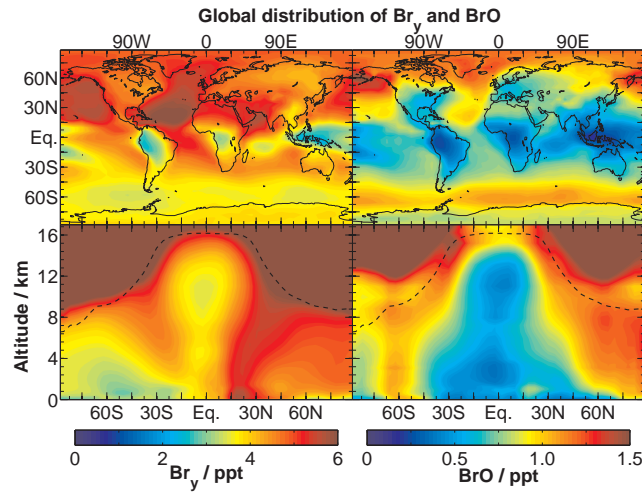 Global distribution of Bry and BrO
90W 0 90E 0 90E
90W
60N
30N
Eq.
30S
60S
16
12
8
4
0
Altitude / km
60S 30S Eq. 30N 60N 60S 30S Eq. 30N 60N
0 2 4 6 0 0.5 1.0 1.5
Bry / ppt BrO / ppt